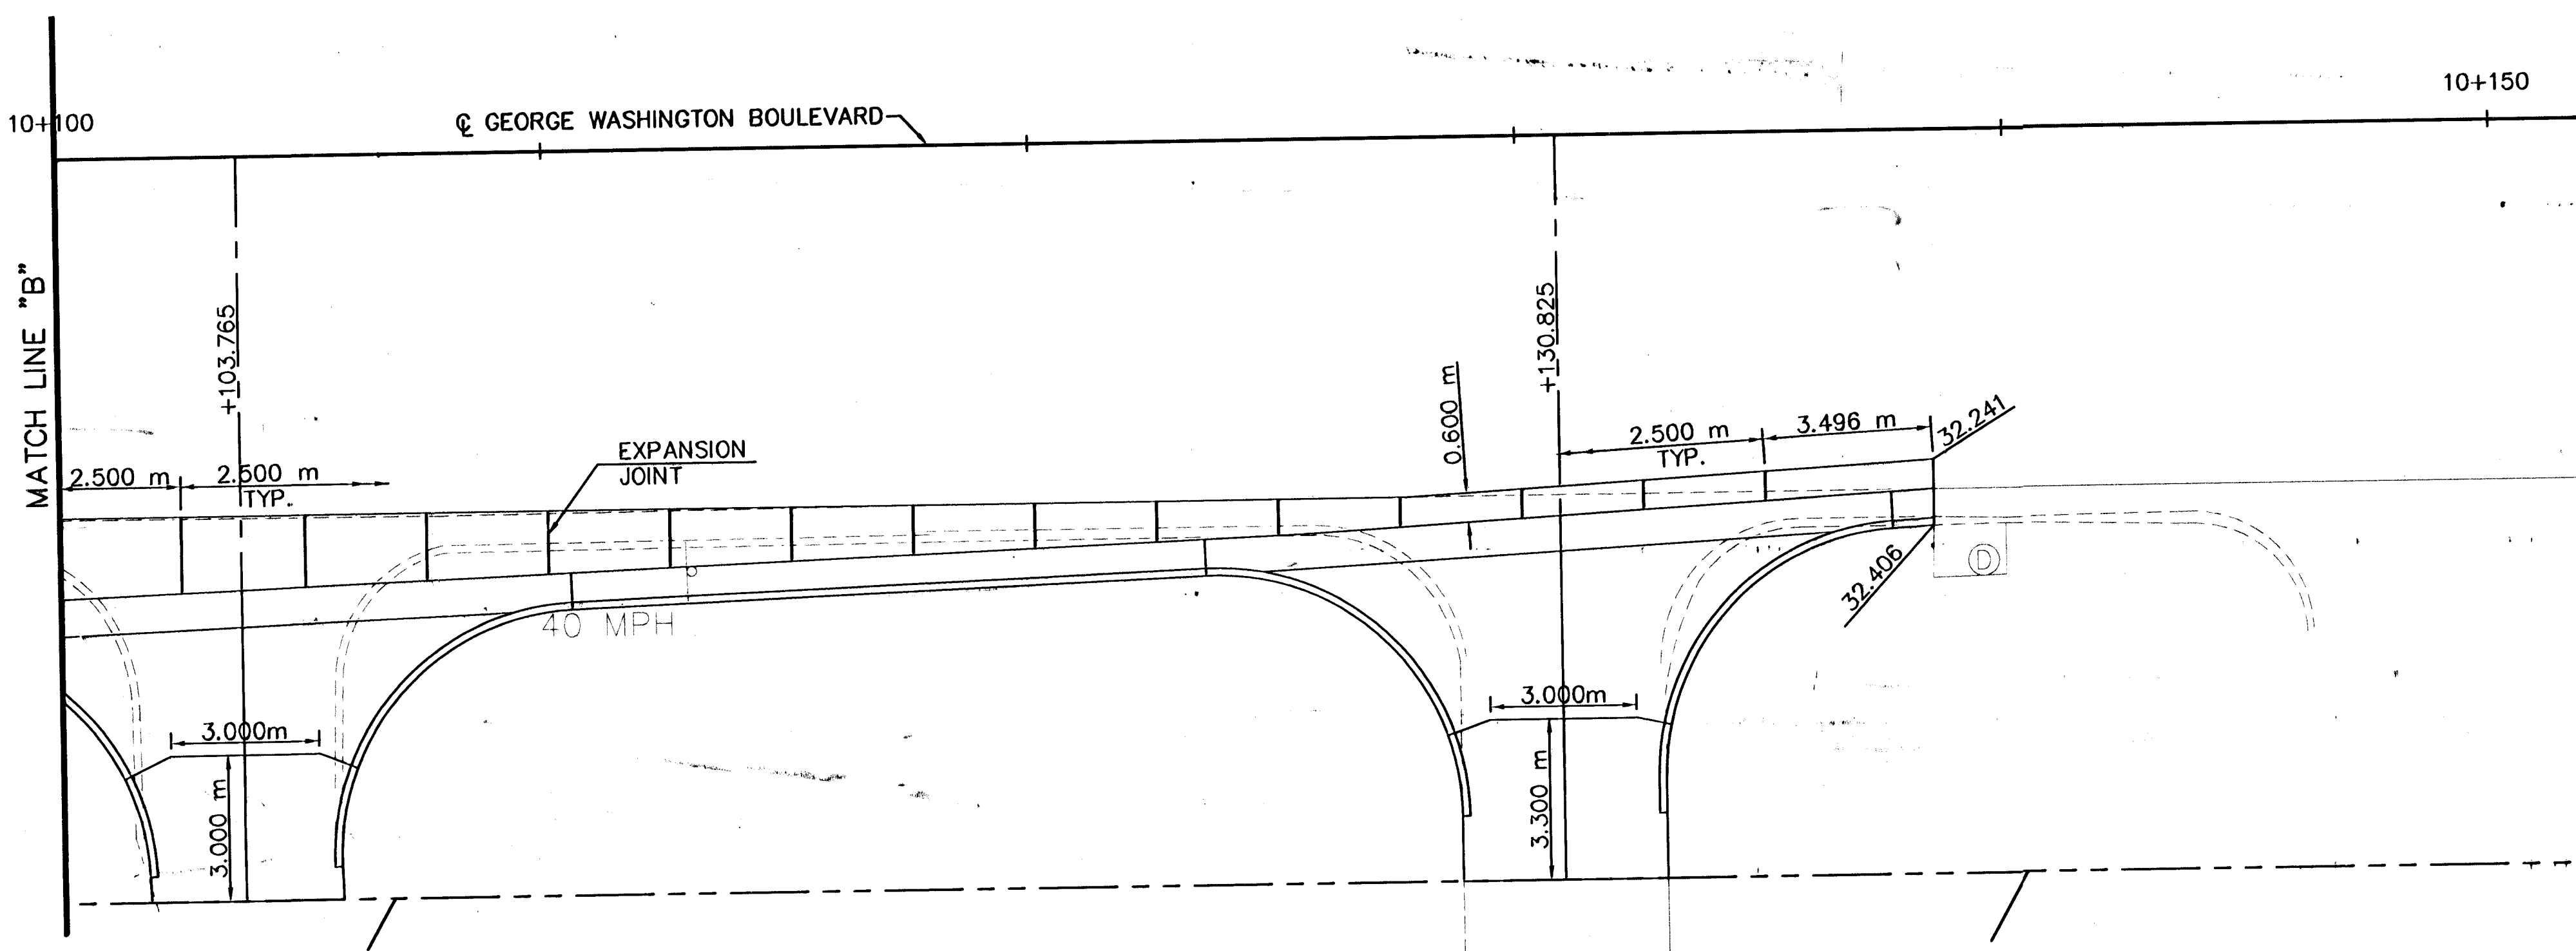 10+150
10+100
℄ GEORGE WASHINGTON BOULEVARD
MATCH LINE "B"
+103.765
+130.825
0.600 m
32.241
3.496 m
2.500 m
TYP.
EXPANSION
JOINT
2.500 m
2.500 m
TYP.
D
32.406
40 MPH
3.000m
3.000m
3.000 m
3.300 m